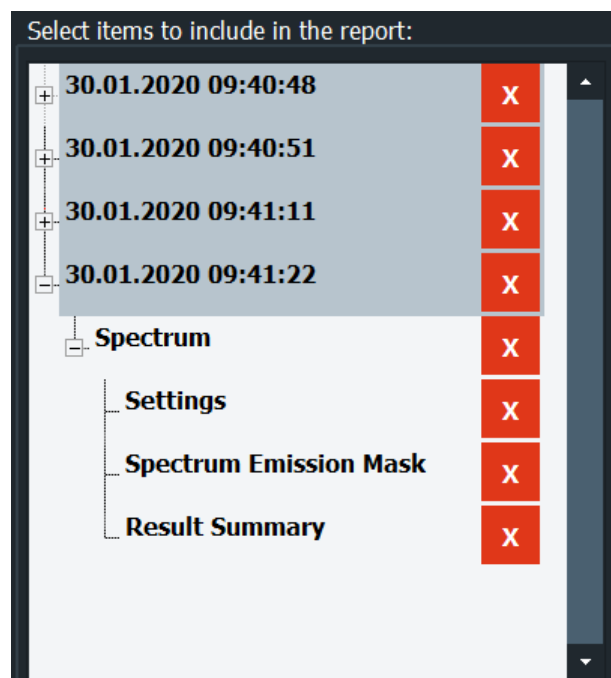 Select items to include in the report:
30.01.2020 09:40:48 X
30.01.2020 09:40:51 X
30.01.2020 09:41:11 X
30.01.2020 09:41:22 X
Spectrum X
Settings X
Spectrum Emission Mask X
Result Summary X